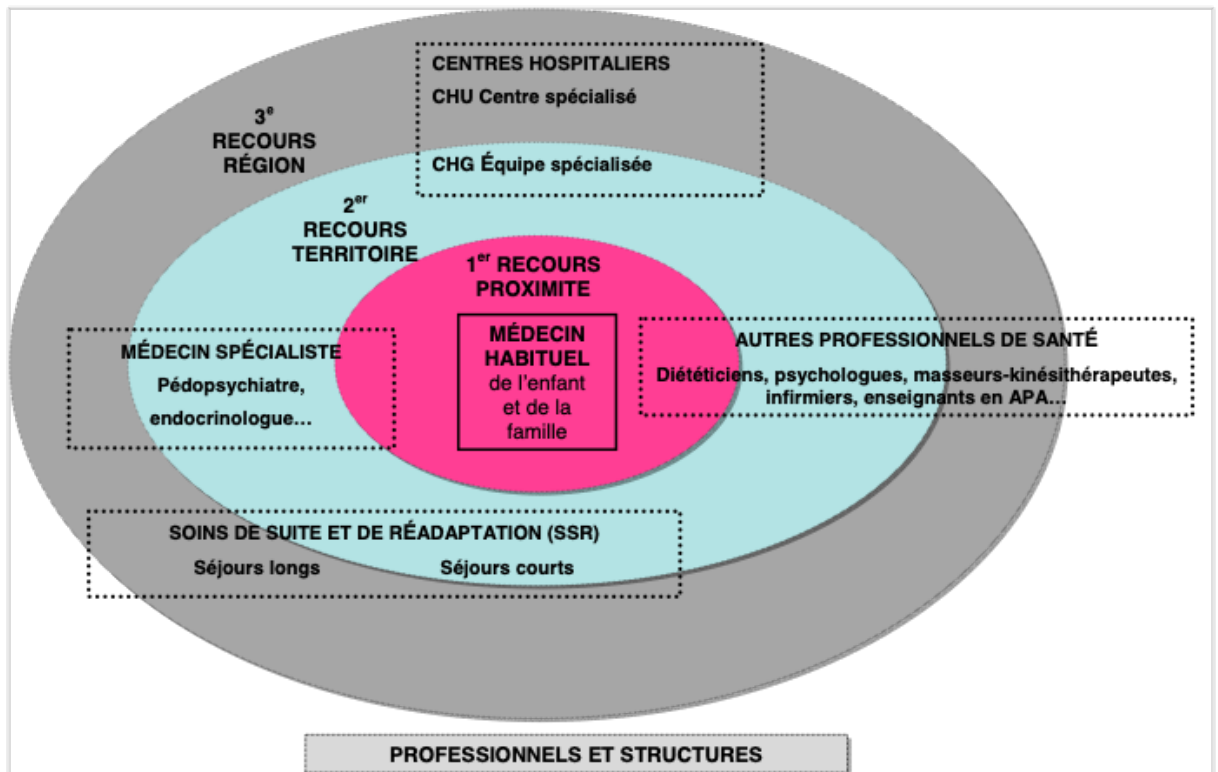 CENTRES HOSPITALIERS
CHU Centre spécialisé
CHG Équipe spécialisée
3e
RECOURS
RÉGION
2er
RECOURS
TERRITOIRE
1er RECOURS
PROXIMITE
MÉDECIN
HABITUEL
de l'enfant
et de la
famille
MÉDECIN SPÉCIALISTE
Pédopsychiatre,
endocrinologue...
AUTRES PROFESSIONNELS DE SANTÉ
Diététiciens, psychologues, masseurs-kinésithérapeutes,
infirmiers, enseignants en APA...
SOINS DE SUITE ET DE RÉADAPTATION (SSR)
Séjours longs Séjours courts
PROFESSIONNELS ET STRUCTURES